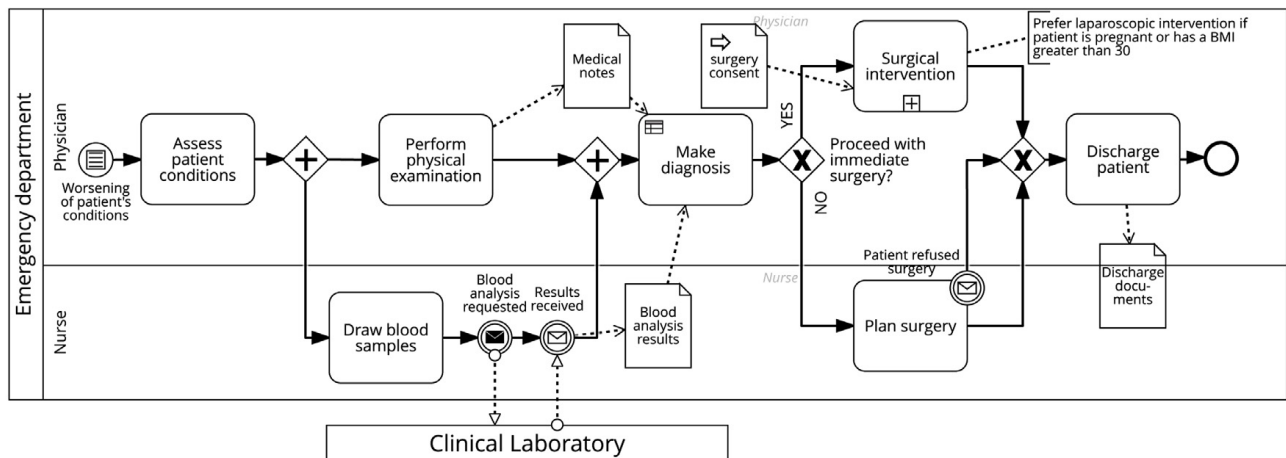 Emergency department
Physician
Nurse
Physician
Nurse
Worsening
of patient's
conditions
Assess
patient
conditions
Perform
physical
examination
Medical
notes
Make
diagnosis
surgery
consent
YES
NO
Proceed with
immediate
surgery?
Surgical
intervention
Prefer laparoscopic intervention if
patient is pregnant or has a BMI
greater than 30
Discharge
patient
Discharge
docu-
ments
Draw blood
samples
Blood
analysis
requested
Results
received
Blood
analysis
results
Patient refused
surgery
Plan surgery
Clinical Laboratory